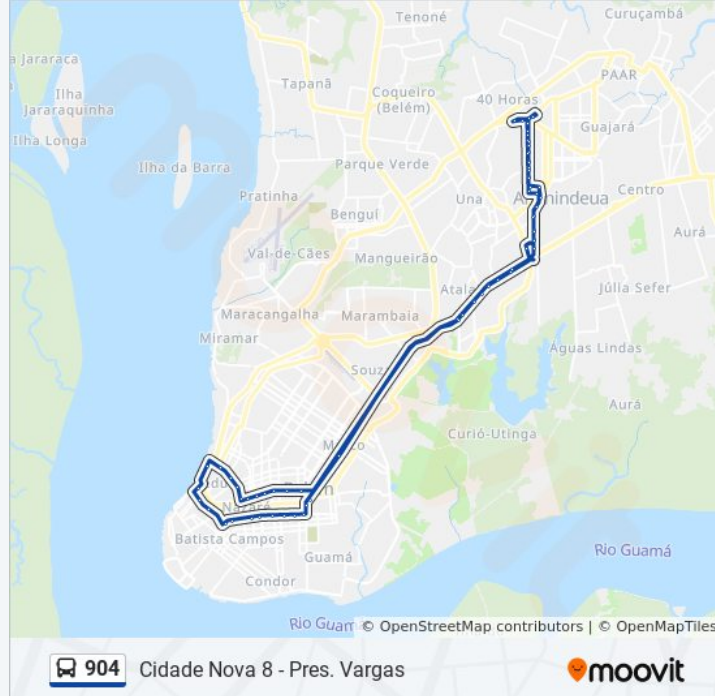 Tenoné
Curuçambá
Ilha Jararaca
Tapanã
PAAR
Ilha
Jararaquinha
Coqueiro
(Belém)
40 Horas
Ilha Longa
Guajará
Ilha da Barra
Parque Verde
Pratinha
Una
Ananindeua
Centro
Bengui
Aurá
Val-de-Cães
Mangueirão
Atalaia
Júlia Sefer
Maracangalha
Marambaia
Miramar
Águas Lindas
Souza
Aurá
Curió-Utinga
Nazaré
Batista Campos
Guamá
Condor
Rio Guamá
Rio Guam
© OpenStreetMap contributors | © OpenMapTiles
904 Cidade Nova 8 - Pres. Vargas
moovit